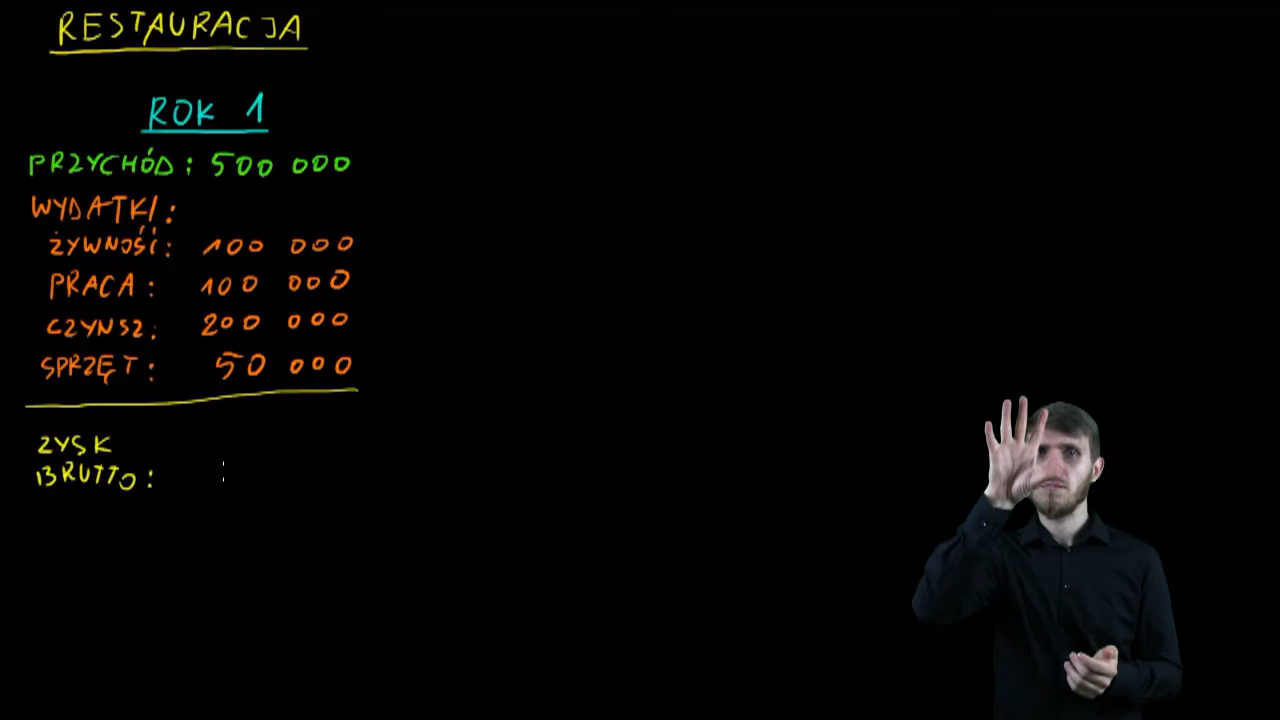 RESTAURACJA
ROK 1
PRZYCHÓD: 500 000
WYDATKI:
ŻYWNOŚĆ: 100 000
PRACA: 100 000
CZYNSZ: 200 000
SPRZĘT: 50 000
ZYSK
BRUTTO: